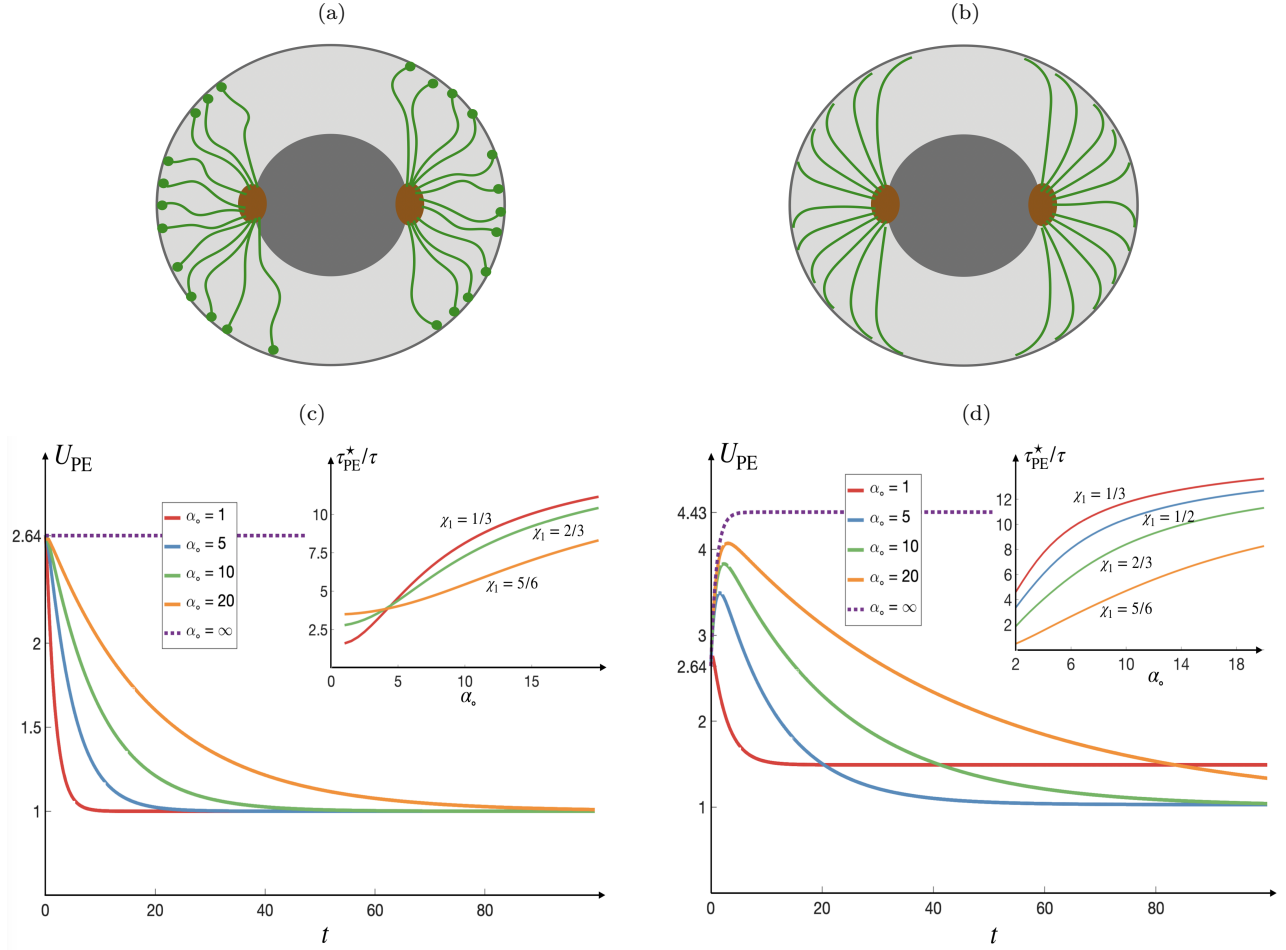 (a)
(b)
(c)
U_PE
2.64
2
1.5
1
0
20
40
60
80
t
α∘ = 1
α∘ = 5
α∘ = 10
α∘ = 20
α∘ = ∞
τ*_PE/τ
10
7.5
5
2.5
5
10
15
α∘
χ₁ = 1/3
χ₁ = 2/3
χ₁ = 5/6
(d)
U_PE
4.43
4
3
2.64
2
1
0
20
40
60
80
t
α∘ = 1
α∘ = 5
α∘ = 10
α∘ = 20
α∘ = ∞
τ*_PE/τ
12
10
8
6
4
2
2
6
10
14
18
α∘
χ₁ = 1/3
χ₁ = 1/2
χ₁ = 2/3
χ₁ = 5/6